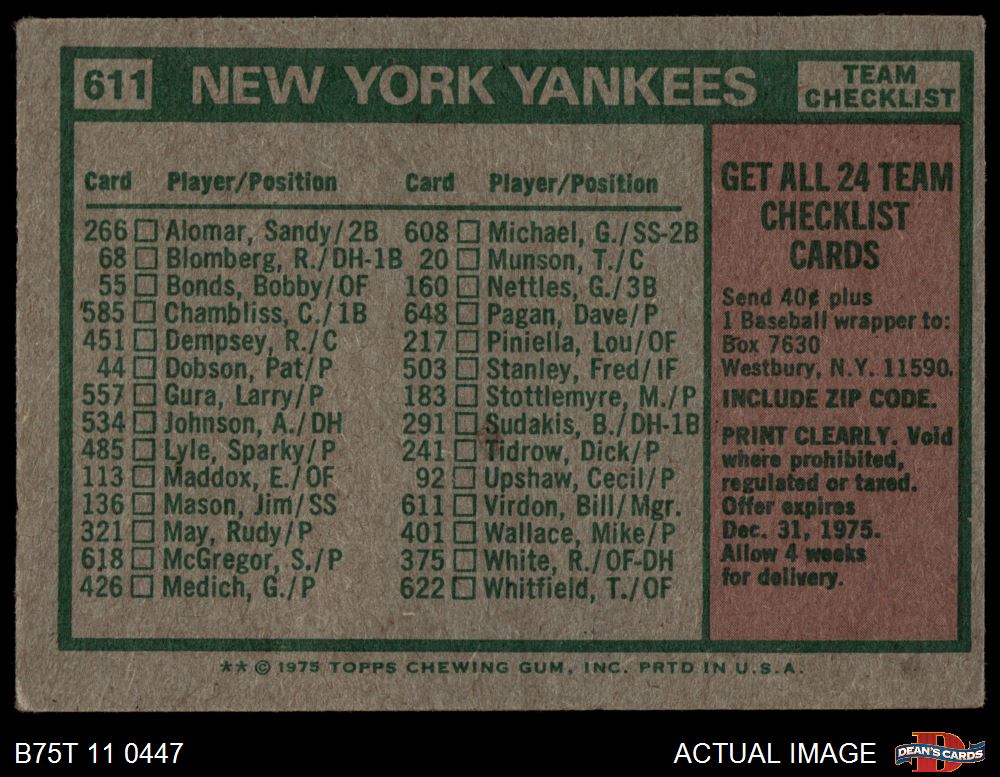 611 NEW YORK YANKEES TEAM CHECKLIST
Card Player/Position Card Player/Position
266 Alomar, Sandy/2B 608 Michael, G./SS-2B
68 Blomberg, R./DH-1B 20 Munson, T./C
55 Bonds, Bobby/OF 160 Nettles, G./3B
585 Chambliss, C./1B 648 Pagan, Dave/P
451 Dempsey, R./C 217 Piniella, Lou/OF
44 Dobson, Pat/P 503 Stanley, Fred/IF
557 Gura, Larry/P 183 Stottlemyre, M./P
534 Johnson, A./DH 291 Sudakis, B./DH-1B
485 Lyle, Sparky/P 241 Tidrow, Dick/P
113 Maddox, E./OF 92 Upshaw, Cecil/P
136 Mason, Jim/SS 611 Virdon, Bill/Mgr.
321 May, Rudy/P 401 Wallace, Mike/P
618 McGregor, S./P 375 White, R./OF-DH
426 Medich, G./P 622 Whitfield, T./OF
GET ALL 24 TEAM
CHECKLIST
CARDS
Send 40¢ plus
1 Baseball wrapper to:
Box 7630
Westbury, N.Y. 11590.
INCLUDE ZIP CODE.
PRINT CLEARLY. Void
where prohibited,
regulated or taxed.
Offer expires
Dec. 31, 1975.
Allow 4 weeks
for delivery.
** © 1975 TOPPS CHEWING GUM, INC. PRTD IN U.S.A.
B75T 11 0447 ACTUAL IMAGE DEAN'S CARDS